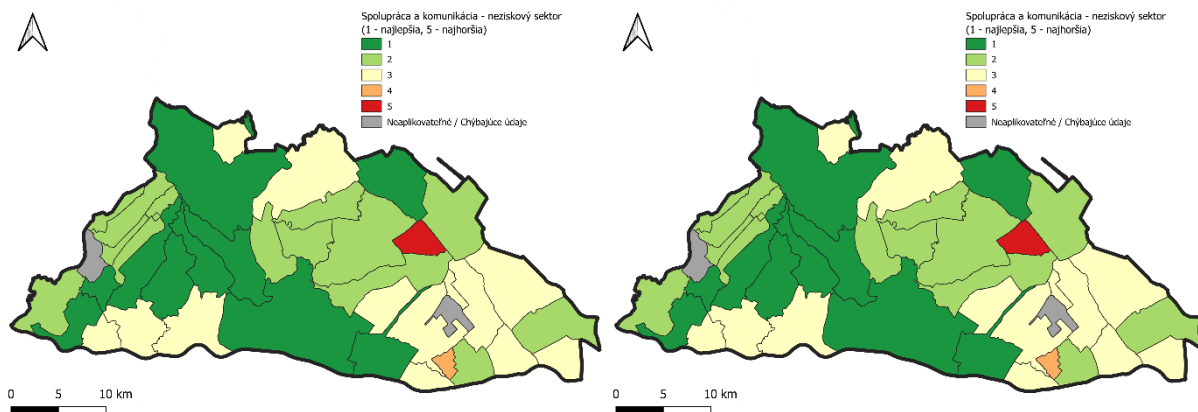 Spolupráca a komunikácia - neziskový sektor
(1 - najlepšia, 5 - najhoršia)
1
2
3
4
5
Neaplikovateľné / Chýbajúce údaje
0 5 10 km
Spolupráca a komunikácia - neziskový sektor
(1 - najlepšia, 5 - najhoršia)
1
2
3
4
5
Neaplikovateľné / Chýbajúce údaje
0 5 10 km